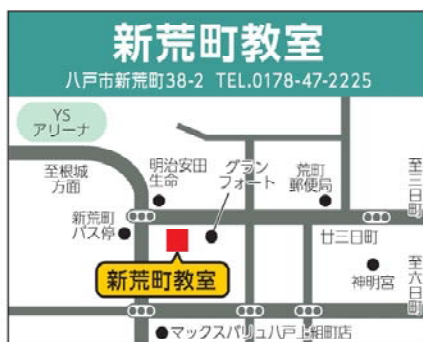 新荒町教室
八戸市新荒町38-2 TEL.0178-47-2225
YS
アリーナ
至根城
方面
明治安田
生命
グラン
フォート
荒町
郵便局
至三日町
新荒町
バス停
廿三日町
至六日町
神明宮
新荒町教室
マックスバリュ八戸上組町店